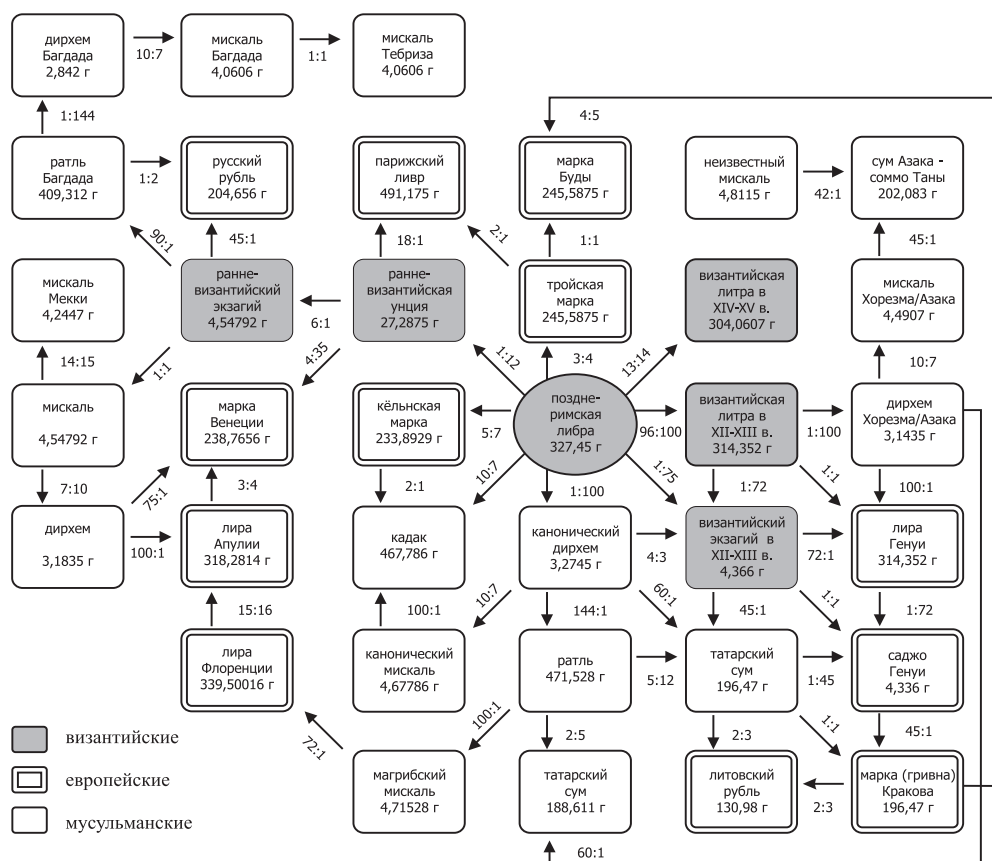 дирхем
Багдада
2,842 г
10:7
мискаль
Багдада
4,0606 г
1:1
мискаль
Тебриза
4,0606 г
1:144
4:5
ратль
Багдада
409,312 г
1:2
русский
рубль
204,656 г
парижский
ливр
491,175 г
марка
Буды
245,5875 г
неизвестный
мискаль
4,8115 г
42:1
сум Азака -
соммо Таны
202,083 г
90:1
45:1
18:1
2:1
1:1
45:1
мискаль
Мекки
4,2447 г
ранне-
византийский
экзагий
4,54792 г
6:1
ранне-
византийская
унция
27,2875 г
тройская
марка
245,5875 г
византийская
литра в
XIV-XV в.
304,0607 г
мискаль
Хорезма/Азака
4,4907 г
14:15
1:1
4:35
1:12
3:4
13:14
10:7
мискаль
4,54792 г
марка
Венеции
238,7656 г
кёльнская
марка
233,8929 г
5:7
поздне-
римская
либра
327,45 г
96:100
византийская
литра в
XII-XIII в.
314,352 г
1:100
дирхем
Хорезма/Азака
3,1435 г
7:10
75:1
3:4
2:1
10:7
1:100
1:75
1:72
1:1
100:1
дирхем
3,1835 г
100:1
лира
Апулии
318,2814 г
кадак
467,786 г
канонический
дирхем
3,2745 г
4:3
византийский
экзагий в
XII-XIII в.
4,366 г
72:1
лира
Генуи
314,352 г
15:16
100:1
10:7
144:1
60:1
45:1
1:1
1:72
лира
Флоренции
339,50016 г
канонический
мискаль
4,67786 г
ратль
471,528 г
5:12
татарский
сум
196,47 г
1:45
саджо
Генуи
4,336 г
72:1
100:1
2:5
2:3
1:1
45:1
магрибский
мискаль
4,71528 г
татарский
сум
188,611 г
литовский
рубль
130,98 г
2:3
марка (гривна)
Кракова
196,47 г
60:1
византийские
европейские
мусульманские